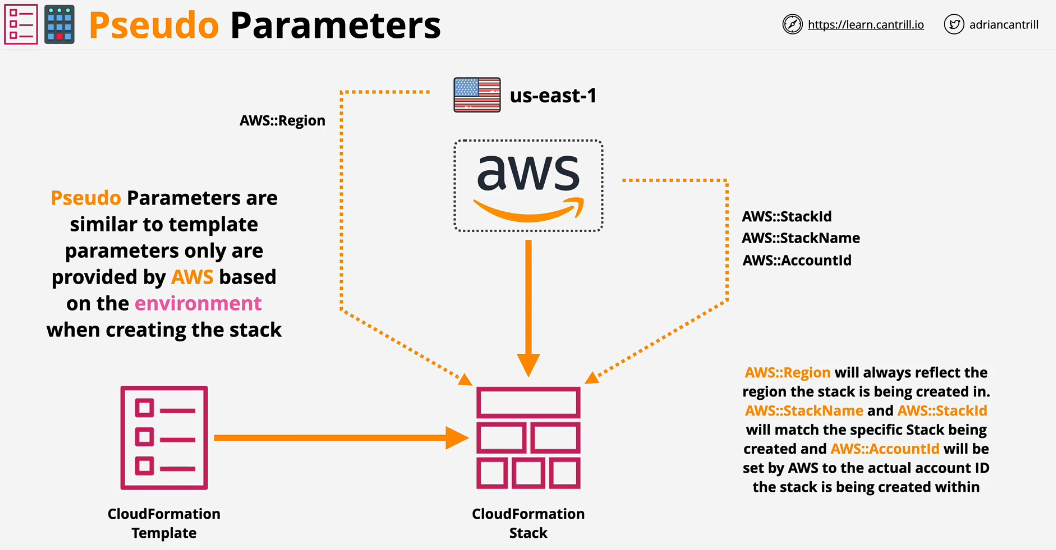 Pseudo Parameters
https://learn.cantrill.io
adriancantrill
us-east-1
AWS::Region
aws
Pseudo Parameters are
similar to template
parameters only are
provided by AWS based
on the environment
when creating the stack
AWS::StackId
AWS::StackName
AWS::AccountId
AWS::Region will always reflect the
region the stack is being created in.
AWS::StackName and AWS::StackId
will match the specific Stack being
created and AWS::AccountId will be
set by AWS to the actual account ID
the stack is being created within
CloudFormation
Template
CloudFormation
Stack